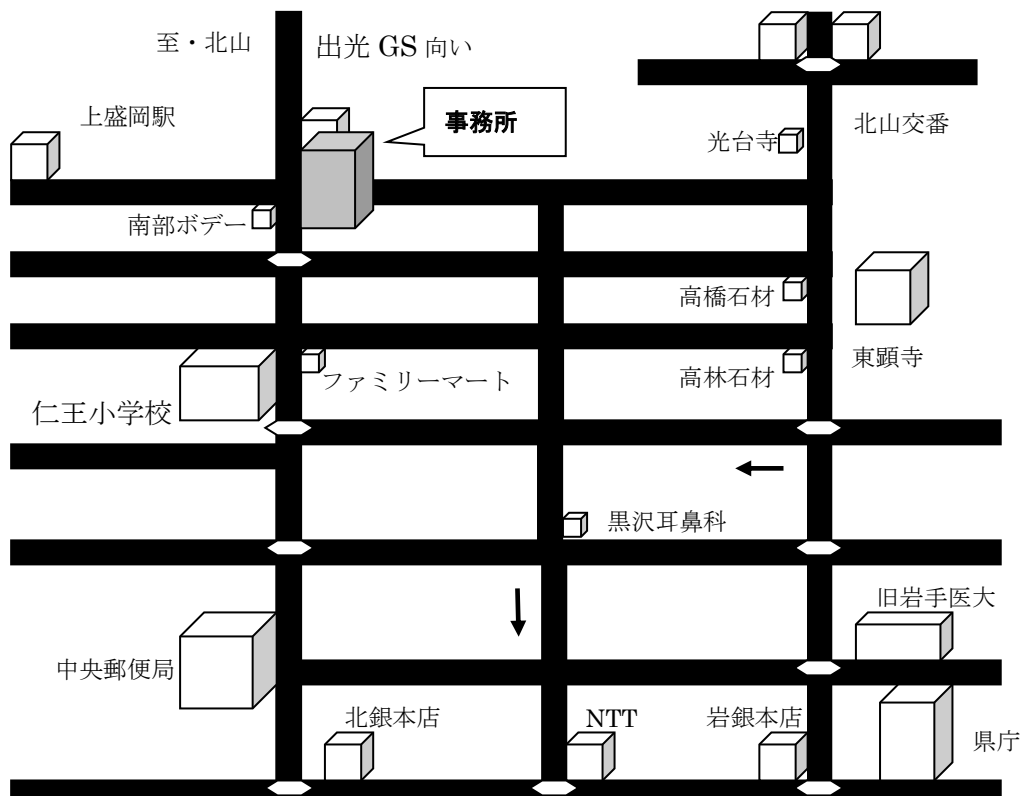 至・北山
出光 GS 向い
上盛岡駅
事務所
北山交番
光台寺
南部ボデー
高橋石材
東顕寺
ファミリーマート
高林石材
仁王小学校
黒沢耳鼻科
旧岩手医大
中央郵便局
北銀本店
NTT
岩銀本店
県庁